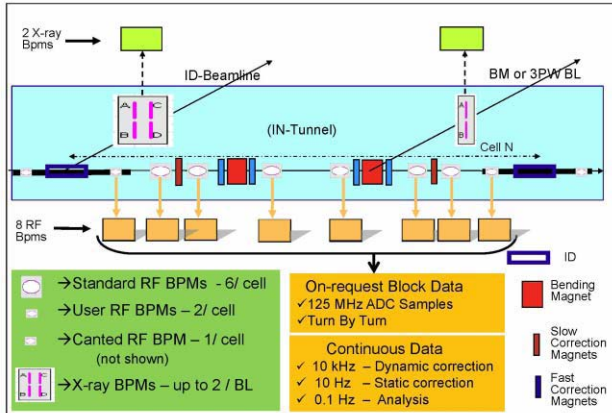 2 X-ray
Bpms
ID-Beamline
BM or 3PW BL
A C
B D
A
B
(IN-Tunnel)
Cell N
8 RF
Bpms
→Standard RF BPMs - 6/ cell
→User RF BPMs – 2/ cell
→Canted RF BPM – 1/ cell
(not shown)
A C
B D
→X-ray BPMs – up to 2 / BL
On-request Block Data
✓125 MHz ADC Samples
✓Turn By Turn
Continuous Data
✓ 10 kHz – Dynamic correction
✓ 10 Hz – Static correction
✓ 0.1 Hz – Analysis
ID
Bending
Magnet
Slow
Correction
Magnets
Fast
Correction
Magnets